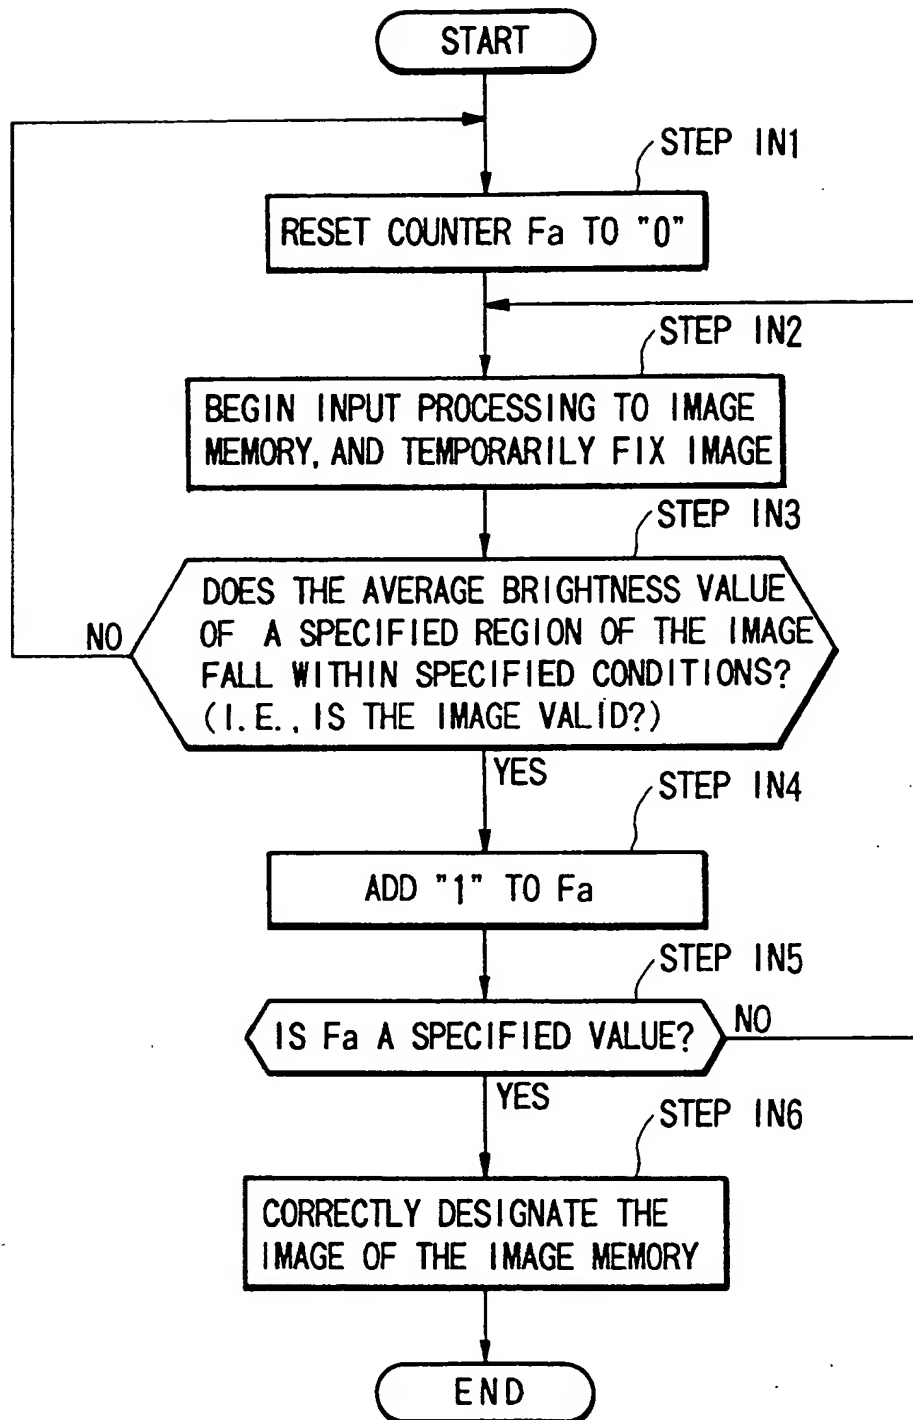 START
STEP IN1
RESET COUNTER Fa TO "0"
STEP IN2
BEGIN INPUT PROCESSING TO IMAGE
MEMORY, AND TEMPORARILY FIX IMAGE
STEP IN3
DOES THE AVERAGE BRIGHTNESS VALUE
OF A SPECIFIED REGION OF THE IMAGE
FALL WITHIN SPECIFIED CONDITIONS?
(I.E., IS THE IMAGE VALID?)
NO
YES
STEP IN4
ADD "1" TO Fa
STEP IN5
IS Fa A SPECIFIED VALUE?
NO
YES
STEP IN6
CORRECTLY DESIGNATE THE
IMAGE OF THE IMAGE MEMORY
END